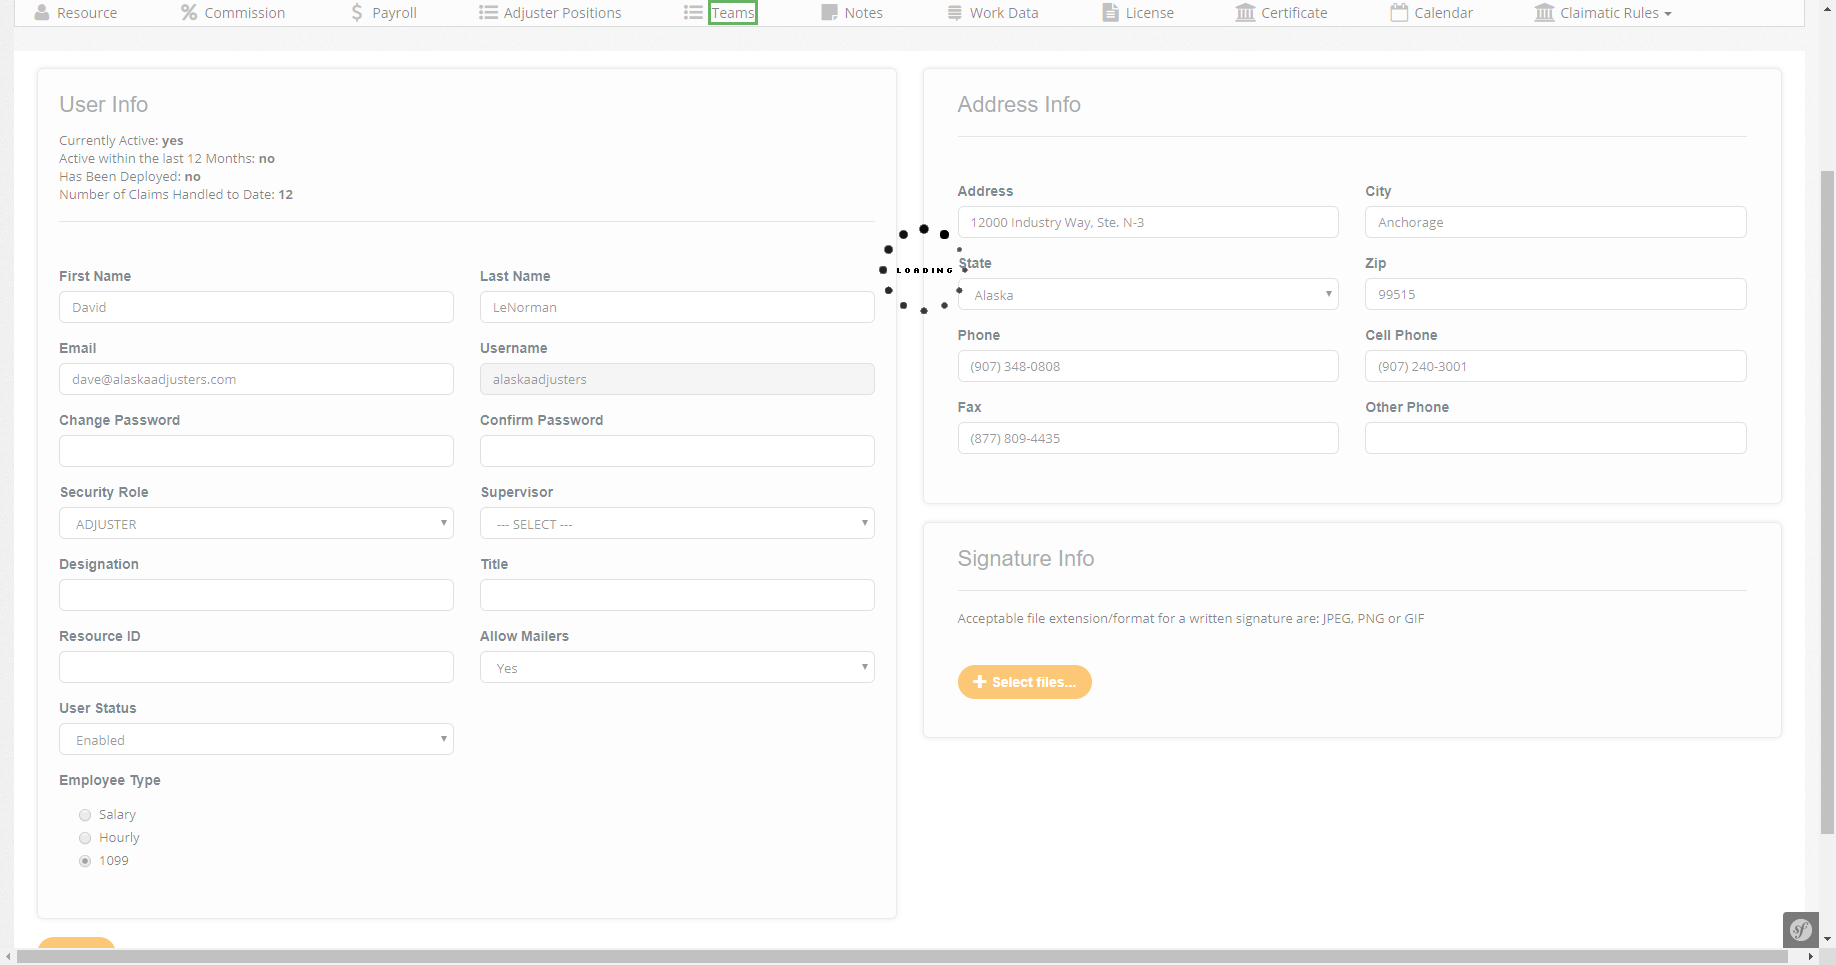 Resource Commission Payroll Adjuster Positions Teams Notes Work Data License Certificate Calendar Claimatic Rules
User Info
Currently Active: yes
Active within the last 12 Months: no
Has Been Deployed: no
Number of Claims Handled to Date: 12
First Name Last Name
David LeNorman
Email Username
dave@alaskaadjusters.com alaskaadjusters
Change Password Confirm Password
Security Role Supervisor
ADJUSTER --- SELECT ---
Designation Title
Resource ID Allow Mailers
Yes
User Status
Enabled
Employee Type
Salary
Hourly
1099
LOADING
Address Info
Address City
12000 Industry Way, Ste. N-3 Anchorage
State Zip
Alaska 99515
Phone Cell Phone
(907) 348-0808 (907) 240-3001
Fax Other Phone
(877) 809-4435
Signature Info
Acceptable file extension/format for a written signature are: JPEG, PNG or GIF
Select files...
sf